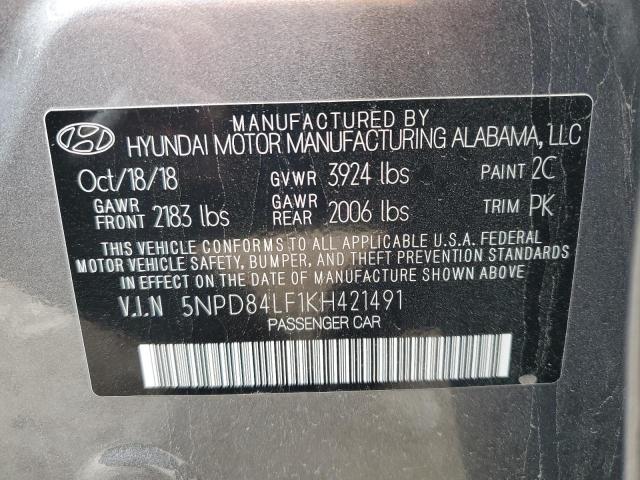 MANUFACTURED BY
HYUNDAI MOTOR MANUFACTURING ALABAMA, LLC
Oct/18/18 GVWR 3924 lbs PAINT 2C
GAWR FRONT 2183 lbs GAWR REAR 2006 lbs TRIM PK
THIS VEHICLE CONFORMS TO ALL APPLICABLE U.S.A. FEDERAL
MOTOR VEHICLE SAFETY, BUMPER, AND THEFT PREVENTION STANDARDS
IN EFFECT ON THE DATE OF MANUFACTURE SHOWN ABOVE
V.I.N 5NPD84LF1KH421491
PASSENGER CAR